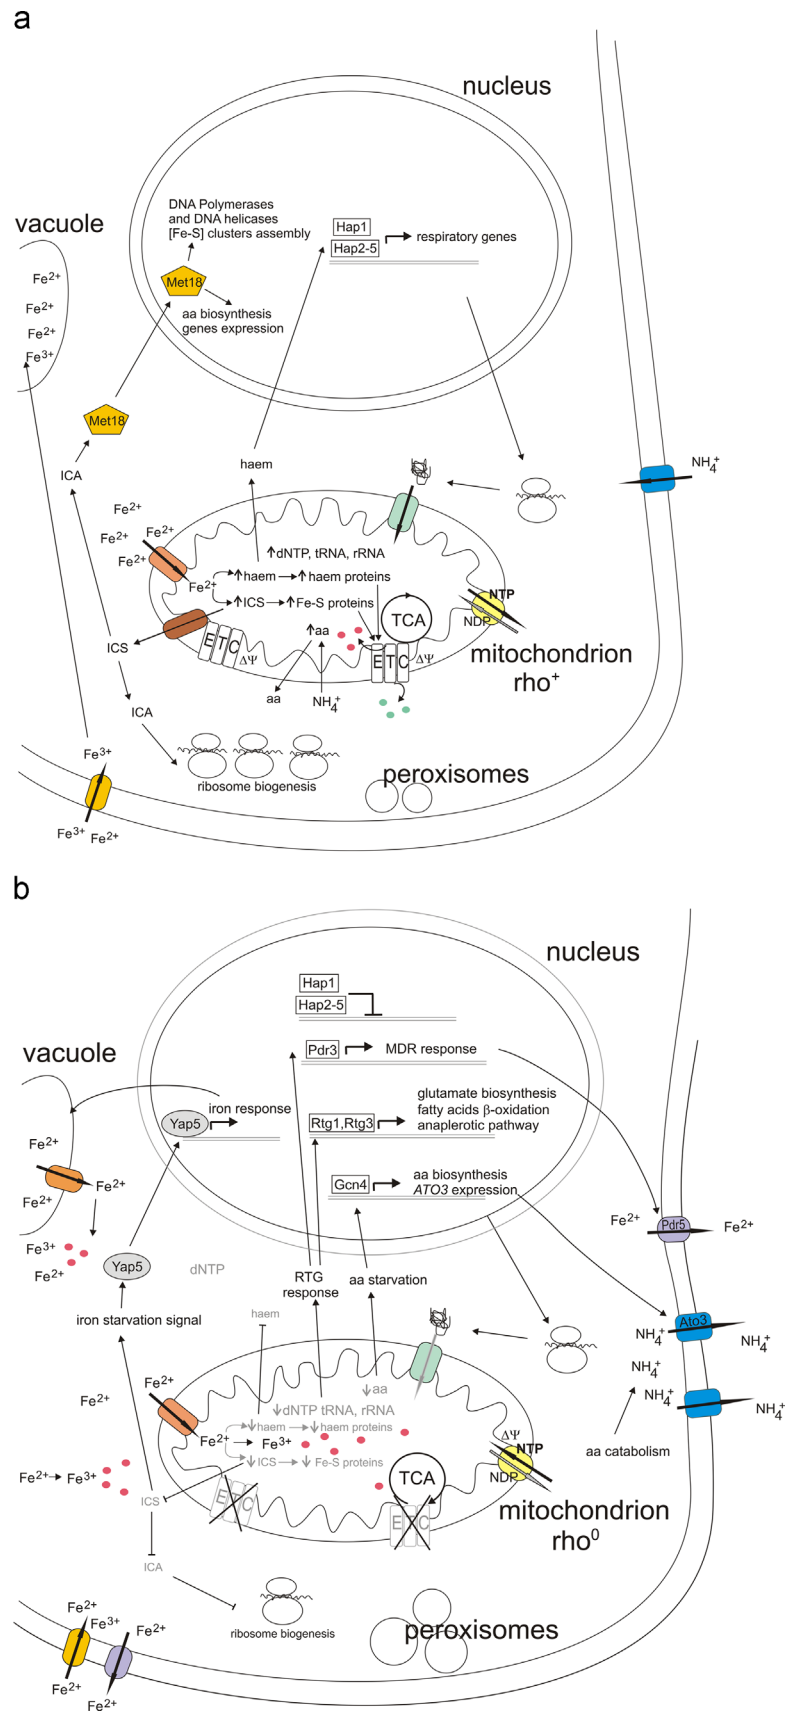 a
nucleus
DNA Polymerases
and DNA helicases
[Fe-S] clusters assembly
vacuole
Hap1
Hap2-5
respiratory genes
Fe2+
Met18
Fe2+
aa biosynthesis
genes expression
Fe2+
Fe3+
Met18
haem
NH4+
ICA
Fe2+
Fe2+
Fe2+
Fe2+
dNTP, tRNA, rRNA
Fe2+
haem
haem proteins
NTP
ICS
Fe-S proteins
TCA
NDP
aa
ICS
ETC
ΔΨ
ETC
ΔΨ
mitochondrion
rho+
aa
NH4+
ICA
Fe3+
peroxisomes
ribosome biogenesis
Fe3+
Fe2+
b
nucleus
Hap1
Hap2-5
vacuole
Pdr3
MDR response
glutamate biosynthesis
fatty acids β-oxidation
anaplerotic pathway
iron response
Yap5
Rtg1,Rtg3
Fe2+
aa biosynthesis
ATO3 expression
Gcn4
Fe2+
Fe2+
Fe2+
Pdr5
Fe2+
Fe3+
Fe2+
Yap5
dNTP
RTG
response
aa starvation
haem
iron starvation signal
Ato3
NH4+
NH4+
NH4+
Fe2+
aa
Fe2+
NH4+
NH4+
dNTP tRNA, rRNA
haem
haem proteins
Fe2+
Fe3+
ΔΨ
NTP
aa catabolism
ICS
Fe-S proteins
NDP
TCA
Fe2+
Fe3+
ICS
ETC
ETC
mitochondrion
rho0
ICA
Fe2+
Fe3+
Fe2+
ribosome biogenesis
peroxisomes
Fe2+
Fe2+